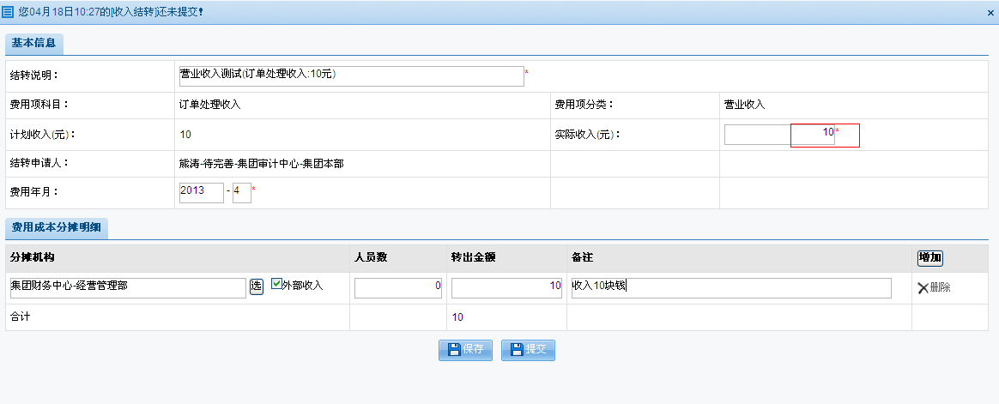 您04月18日10:27的[收入结转]还未提交!
基本信息
结转说明： 营业收入测试(订单处理收入:10元) *
费用项科目： 订单处理收入 费用项分类： 营业收入
计划收入(元)： 10 实际收入(元)： 10 *
结转申请人： 熊涛-待完善-集团审计中心-集团本部
费用年月： 2013 - 4 *
费用成本分摊明细
分摊机构 人员数 转出金额 备注 增加
集团财务中心-经营管理部 选 外部收入 0 10 收入10块钱 删除
合计 10
保存 提交